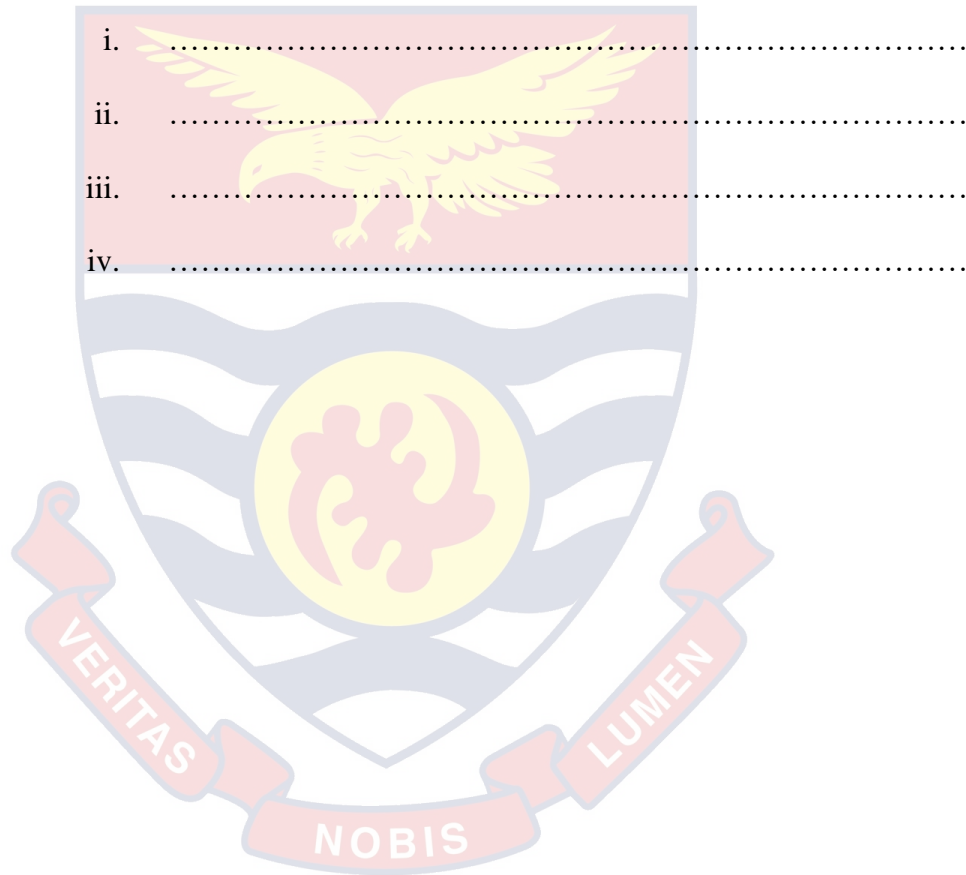 i. ……………………………………………………………………………
ii. ……………………………………………………………………………
iii. ……………………………………………………………………………
iv. ……………………………………………………………………………
VERITAS
NOBIS
LUMEN